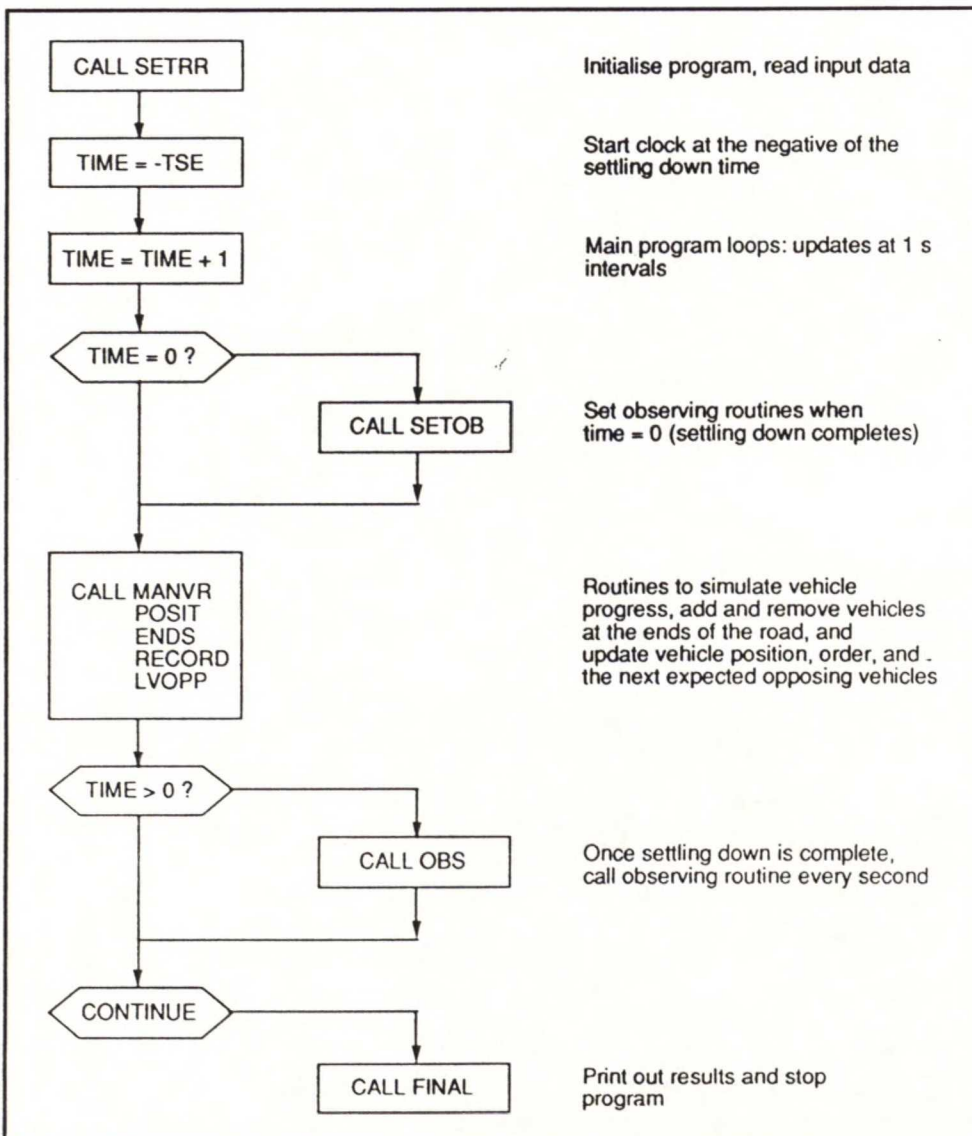 CALL SETRR
Initialise program, read input data
TIME = -TSE
Start clock at the negative of the
settling down time
TIME = TIME + 1
Main program loops: updates at 1 s
intervals
TIME = 0 ?
CALL SETOB
Set observing routines when
time = 0 (settling down completes)
CALL MANVR
POSIT
ENDS
RECORD
LVOPP
Routines to simulate vehicle
progress, add and remove vehicles
at the ends of the road, and
update vehicle position, order, and
the next expected opposing vehicles
TIME > 0 ?
CALL OBS
Once settling down is complete,
call observing routine every second
CONTINUE
CALL FINAL
Print out results and stop
program